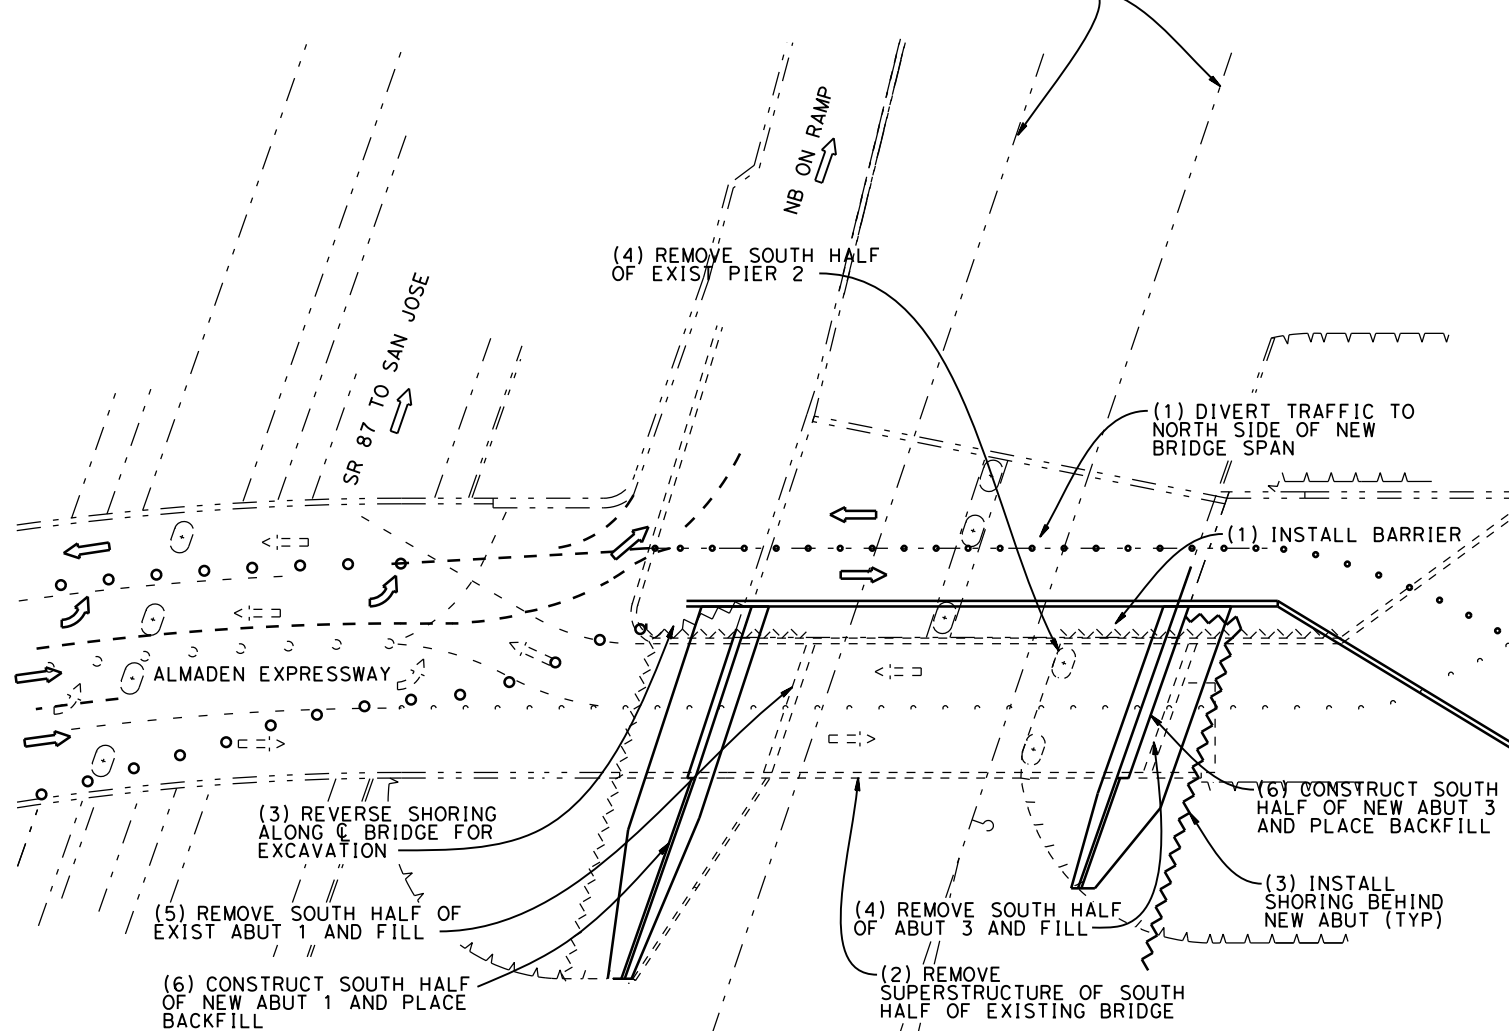 NB ON RAMP
(4) REMOVE SOUTH HALF
OF EXIST PIER 2
SR 87 TO SAN JOSE
(1) DIVERT TRAFFIC TO
NORTH SIDE OF NEW
BRIDGE SPAN
(1) INSTALL BARRIER
ALMADEN EXPRESSWAY
(3) REVERSE SHORING
ALONG ℄ BRIDGE FOR
EXCAVATION
(6) CONSTRUCT SOUTH
HALF OF NEW ABUT 3
AND PLACE BACKFILL
(5) REMOVE SOUTH HALF OF
EXIST ABUT 1 AND FILL
(4) REMOVE SOUTH HALF
OF ABUT 3 AND FILL
(3) INSTALL
SHORING BEHIND
NEW ABUT (TYP)
(6) CONSTRUCT SOUTH HALF
OF NEW ABUT 1 AND PLACE
BACKFILL
(2) REMOVE
SUPERSTRUCTURE OF SOUTH
HALF OF EXISTING BRIDGE